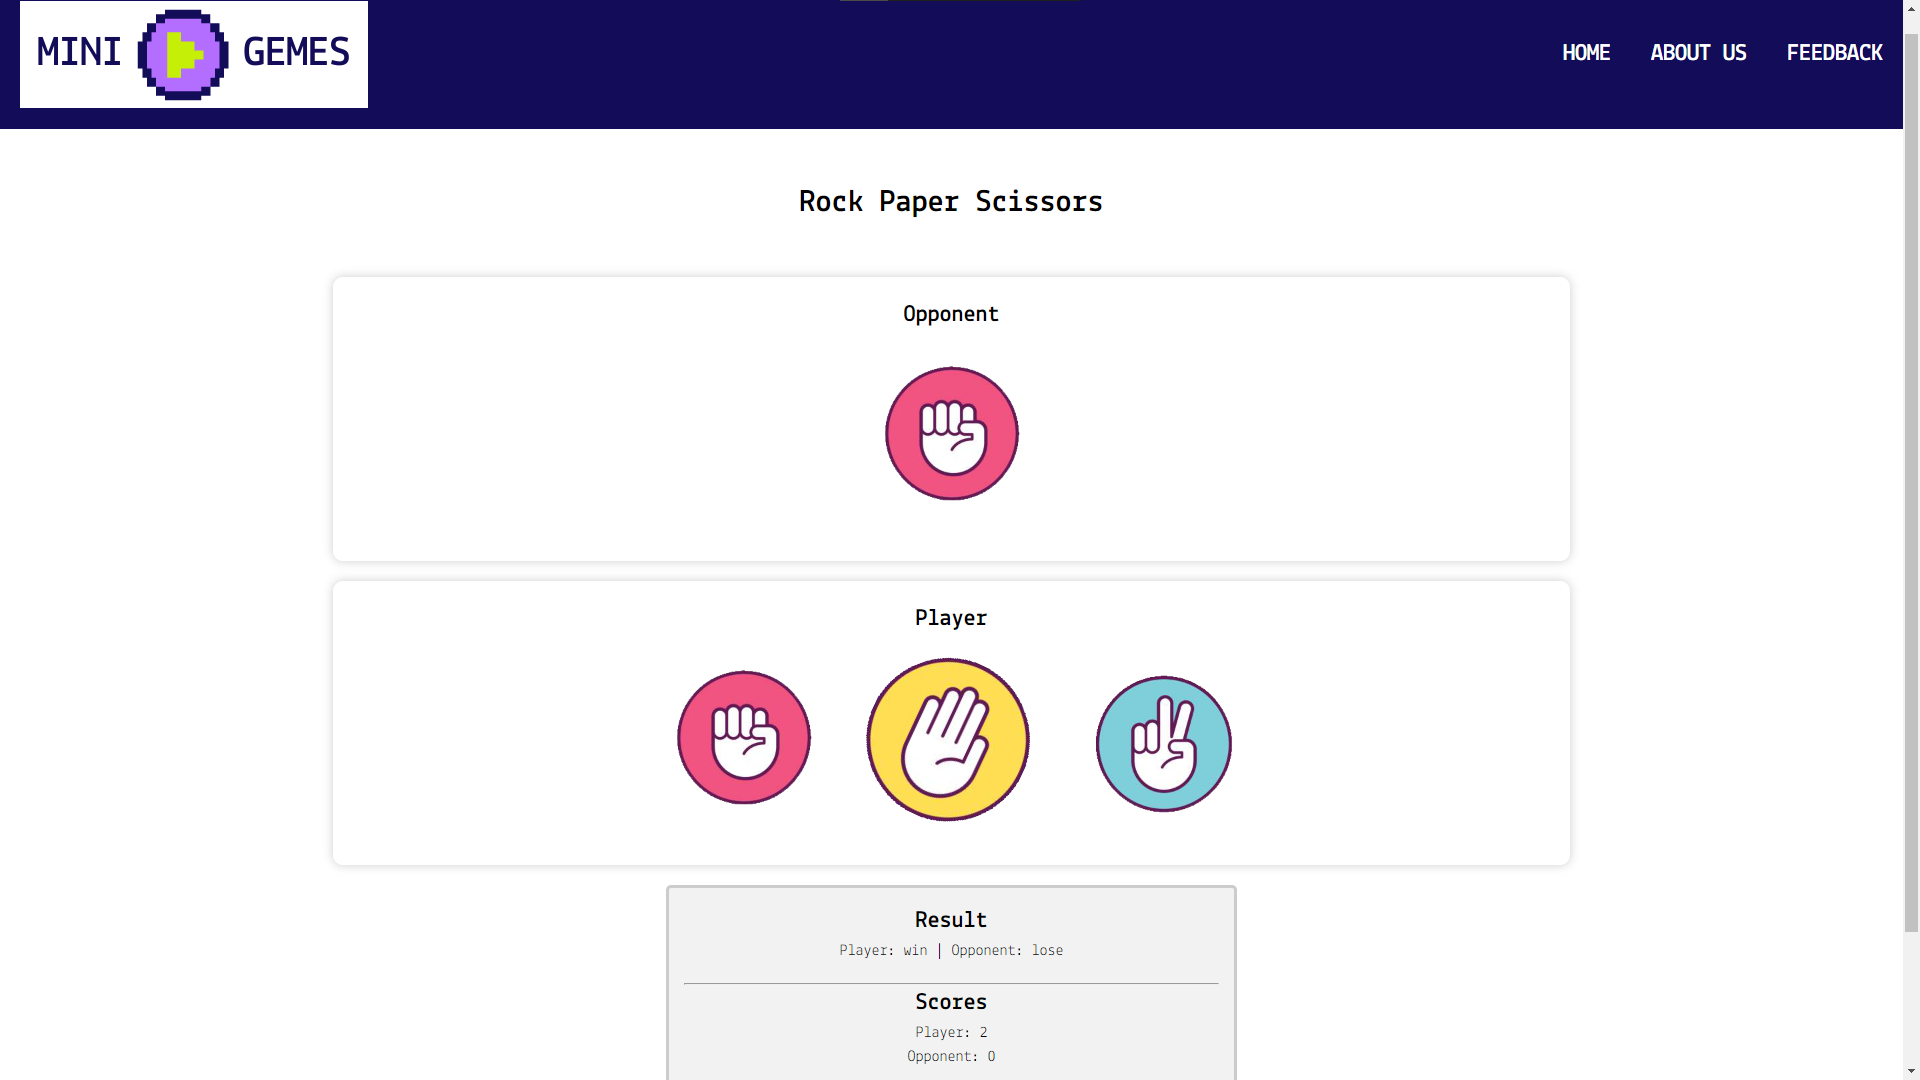 MINI GEMES
HOME ABOUT US FEEDBACK
Rock Paper Scissors
Opponent
Player
Result
Player: win | Opponent: lose
Scores
Player: 2
Opponent: 0